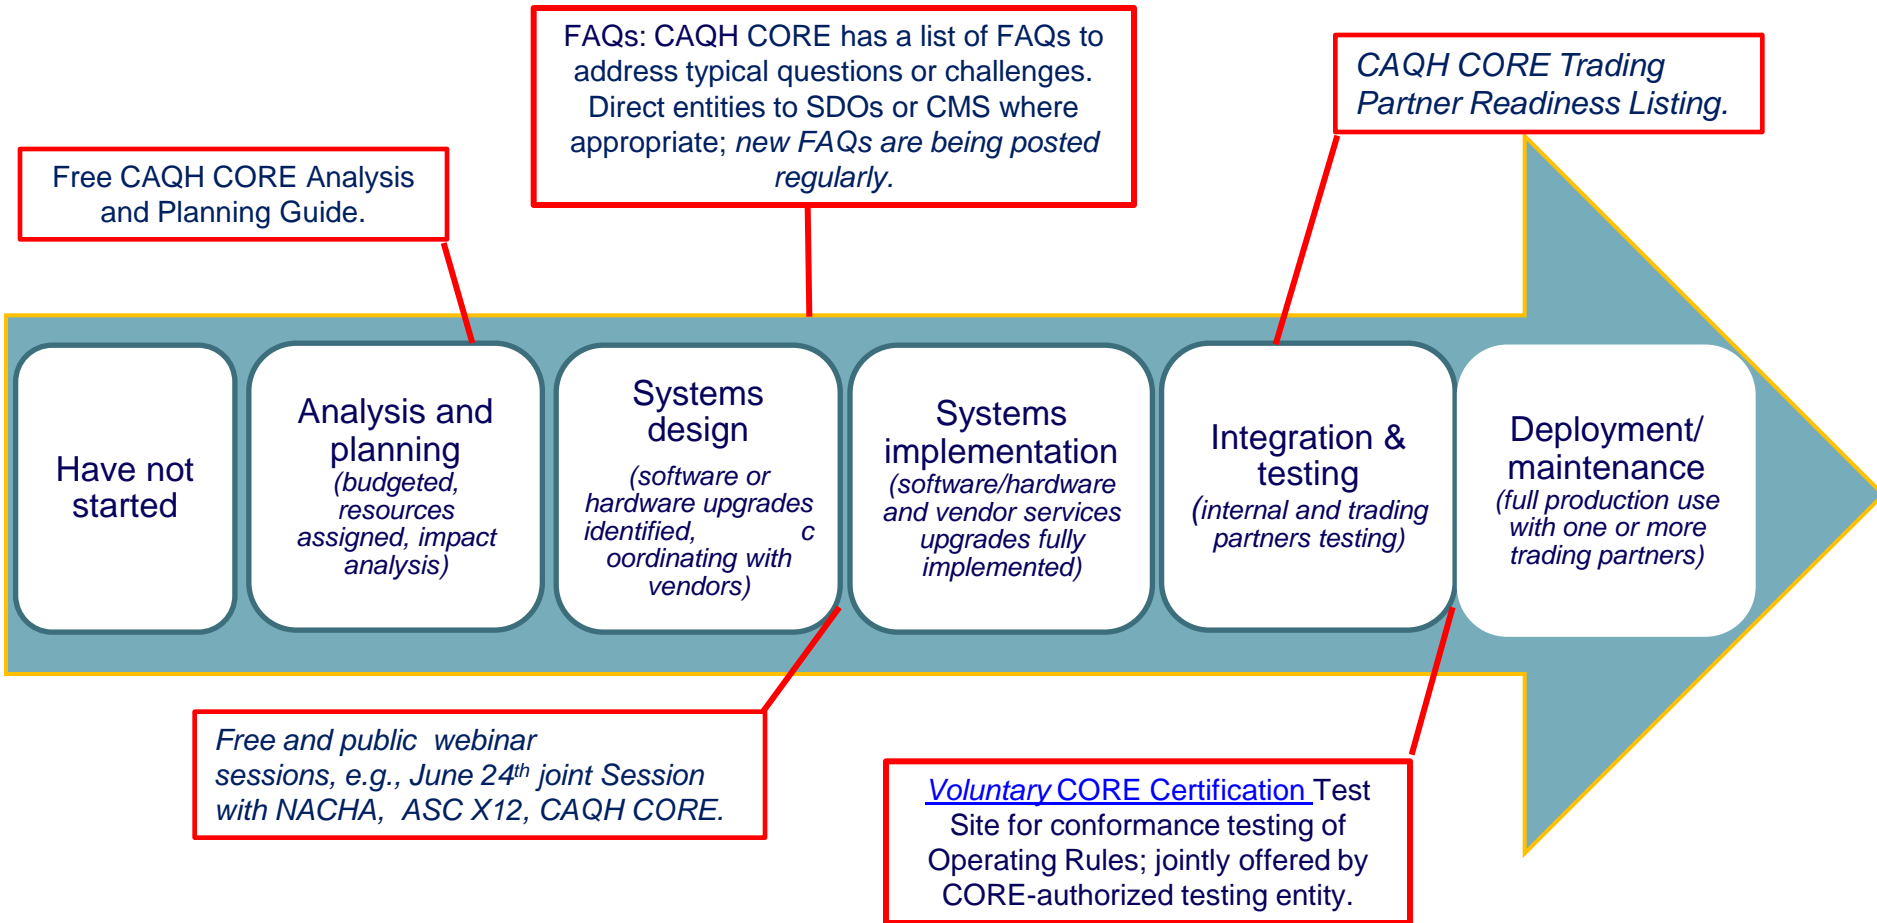 FAQs: CAQH CORE has a list of FAQs to
address typical questions or challenges.
Direct entities to SDOs or CMS where
appropriate; new FAQs are being posted
regularly.
CAQH CORE Trading
Partner Readiness Listing.
Free CAQH CORE Analysis
and Planning Guide.
Have not
started
Analysis and
planning
(budgeted,
resources
assigned, impact
analysis)
Systems
design
(software or
hardware upgrades
identified, c
oordinating with
vendors)
Systems
implementation
(software/hardware
and vendor services
upgrades fully
implemented)
Integration &
testing
(internal and trading
partners testing)
Deployment/
maintenance
(full production use
with one or more
trading partners)
Free and public webinar
sessions, e.g., June 24th joint Session
with NACHA, ASC X12, CAQH CORE.
Voluntary CORE Certification Test
Site for conformance testing of
Operating Rules; jointly offered by
CORE-authorized testing entity.